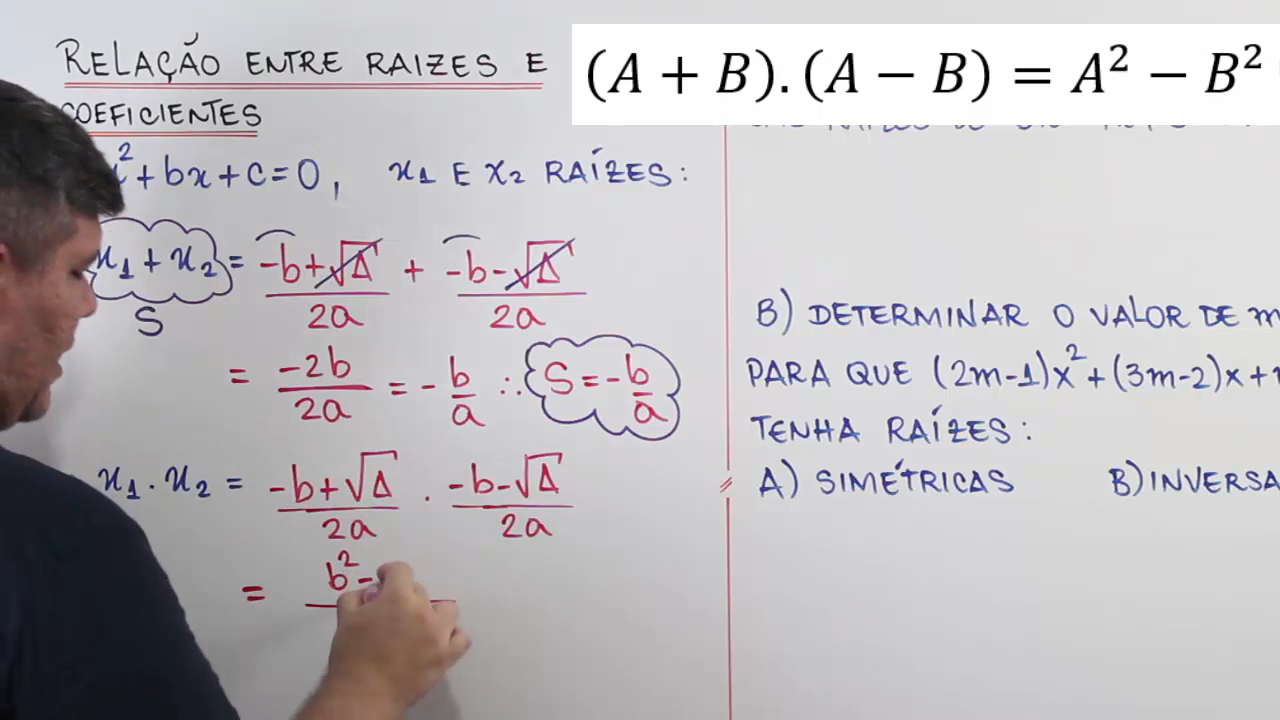 RELAÇÃO ENTRE RAIZES E
COEFICIENTES
(A + B).(A − B) = A² − B²
x²+bx+c=0, x1 E x2 RAÍZES:
x1 + x2 = -b+√Δ/2a + -b-√Δ/2a
S
= -2b/2a = -b/a ∴ S=-b/a
x1 . x2 = -b+√Δ/2a . -b-√Δ/2a
= b²-
B) DETERMINAR O VALOR DE m
PARA QUE (2m-1)x²+(3m-2)x+
TENHA RAÍZES:
A) SIMÉTRICAS B) INVERSA